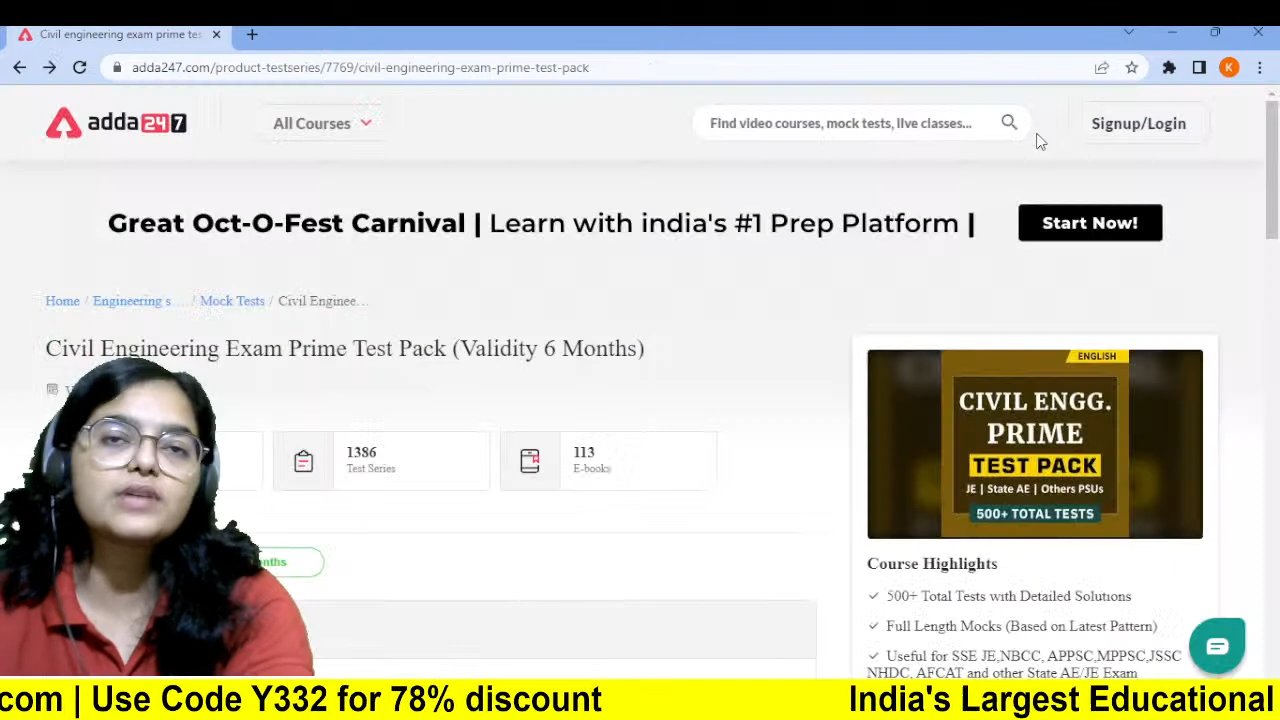 Civil engineering exam prime tes
adda247.com/product-testseries/7769/civil-engineering-exam-prime-test-pack
K
adda247
All Courses
Find video courses, mock tests, live classes...
Signup/Login
Great Oct-O-Fest Carnival | Learn with india's #1 Prep Platform |
Start Now!
Home / Engineering s ... / Mock Tests / Civil Enginee...
Civil Engineering Exam Prime Test Pack (Validity 6 Months)
1386
Test Series
113
E-books
ENGLISH
CIVIL ENGG.
PRIME
TEST PACK
JE | State AE | Others PSUs
500+ TOTAL TESTS
Course Highlights
500+ Total Tests with Detailed Solutions
Full Length Mocks (Based on Latest Pattern)
Useful for SSE JE,NBCC, APPSC,MPPSC,JSSC
NHDC, AFCAT and other State AE/JE Exam
.com | Use Code Y332 for 78% discount
India's Largest Educational